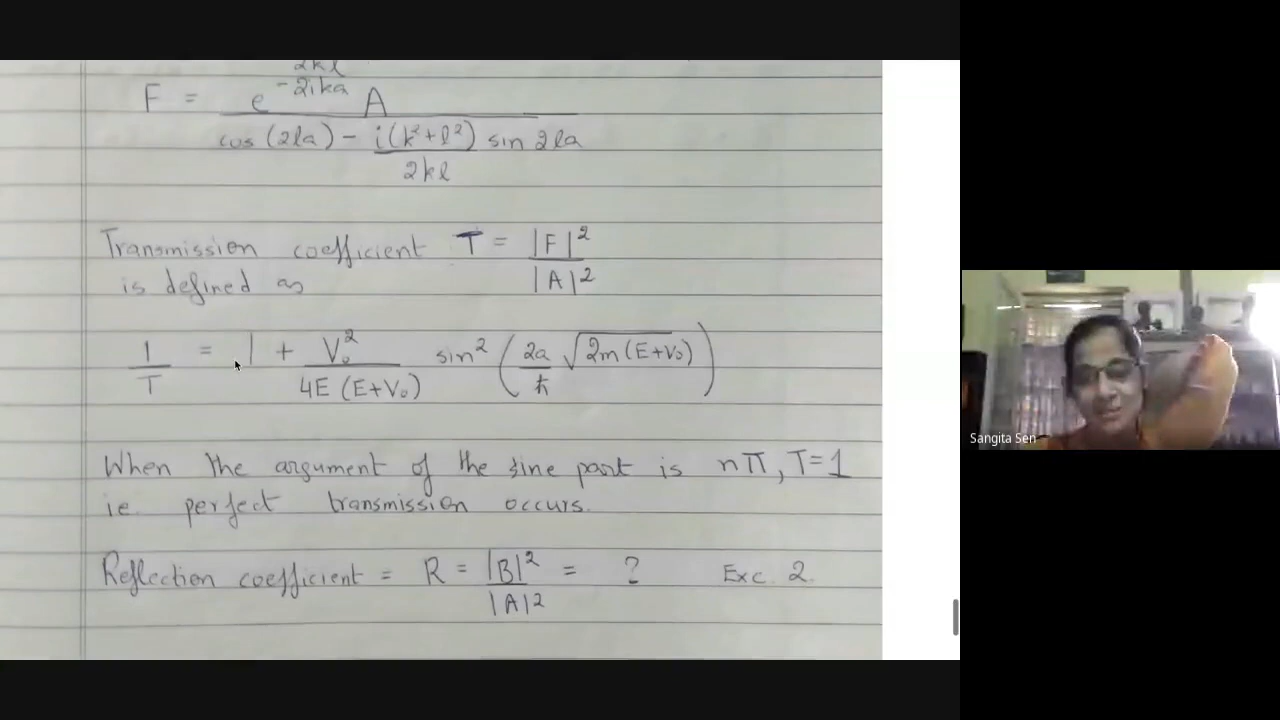 2kl
F = e^{-2ika} A
cos (2la) - i(k²+l²) sin 2la
2kl
Transmission coefficient T = |F|²
is defined as |A|²
1/T = 1 + V₀²/4E (E+V₀) sin² (2a/ħ √2m (E+V₀))
When the argument of the sine part is nπ, T=1
ie. perfect transmission occurs.
Reflection coefficient = R = |B|²/|A|² = ? Exc. 2.
Sangita Sen